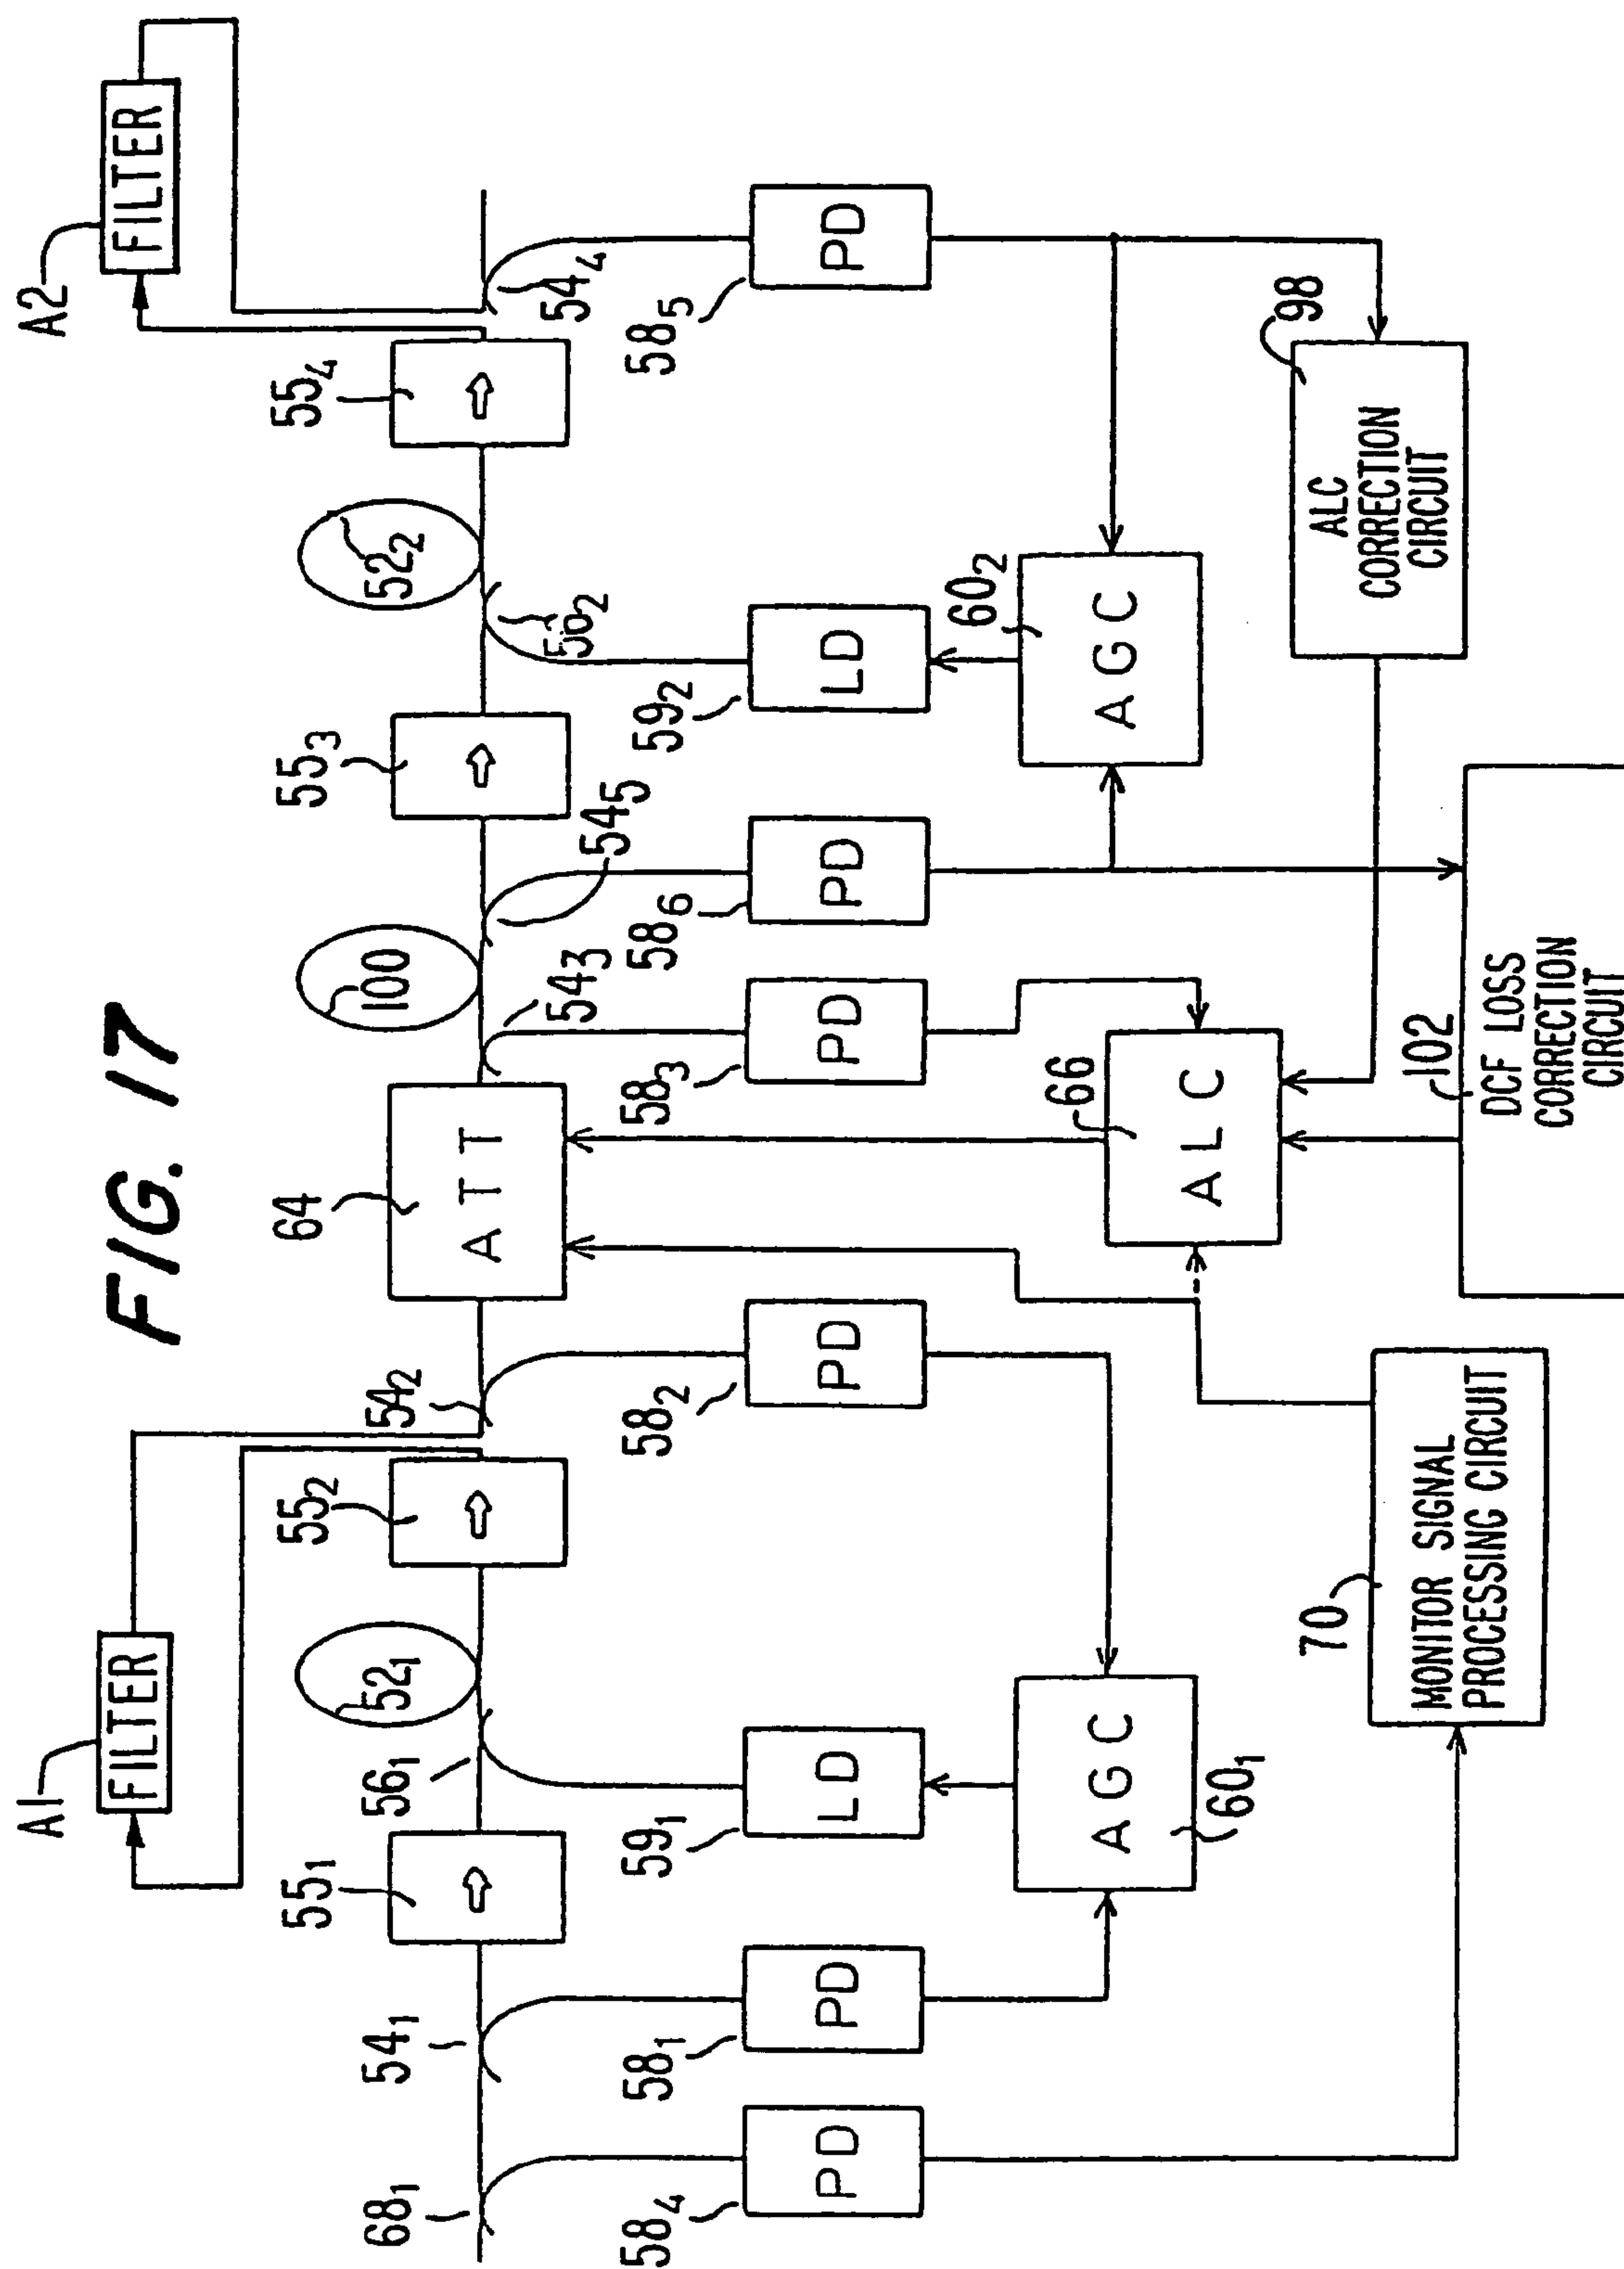 FIG. 17
A1
FILTER
A2
FILTER
68₁
54₁
55₁
56₁
52₁
55₂
54₂
64
ATT
54₃
100
54₅
55₃
56₂
52₂
55₄
54₄
58₄
PD
58₁
PD
59₁
LD
58₂
PD
58₃
PD
58₆
PD
59₂
LD
58₅
PD
AGC
60₁
66
ALC
AGC
60₂
70
MONITOR SIGNAL
PROCESSING CIRCUIT
102
DCF LOSS
CORRECTION
CIRCUIT
98
ALC
CORRECTION
CIRCUIT